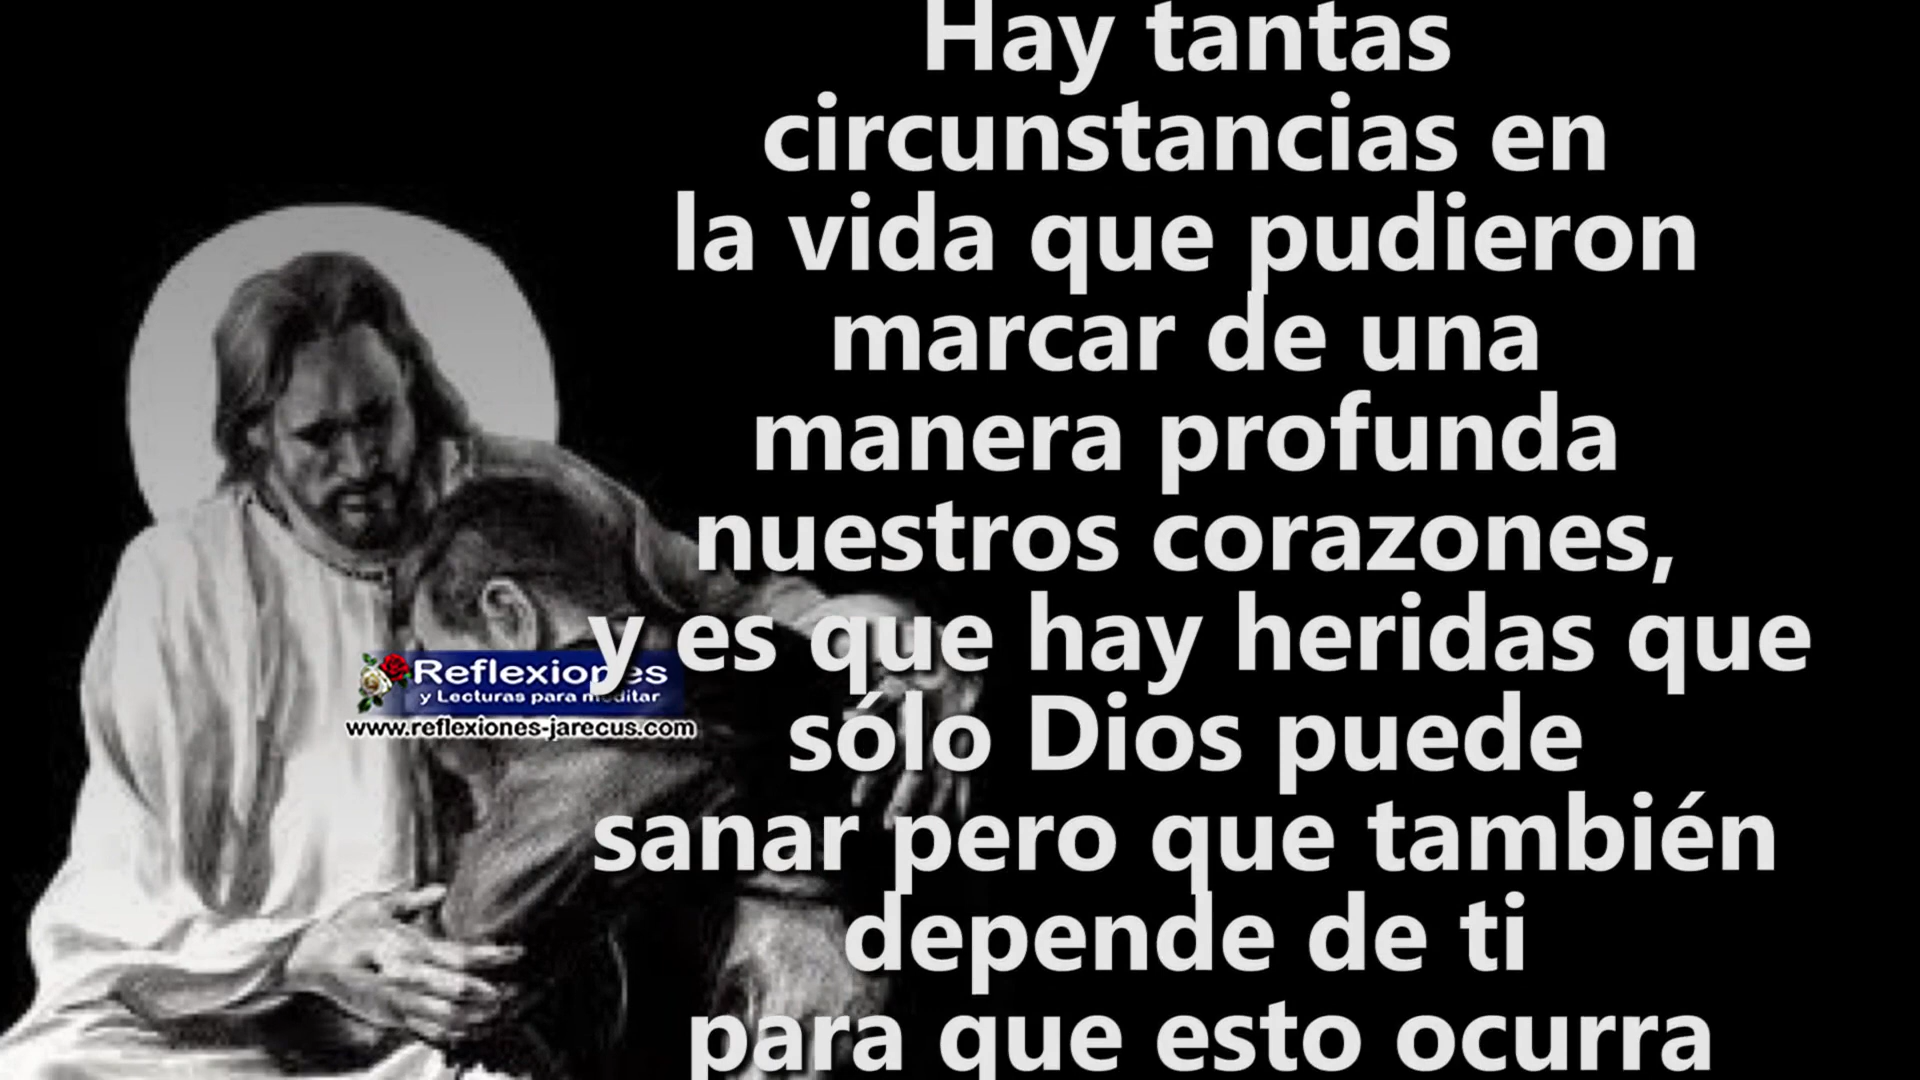 Hay tantas
circunstancias en
la vida que pudieron
marcar de una
manera profunda
nuestros corazones,
y es que hay heridas que
sólo Dios puede
sanar pero que también
depende de ti
para que esto ocurra
Reflexiones
y Lecturas para meditar
www.reflexiones-jarecus.com